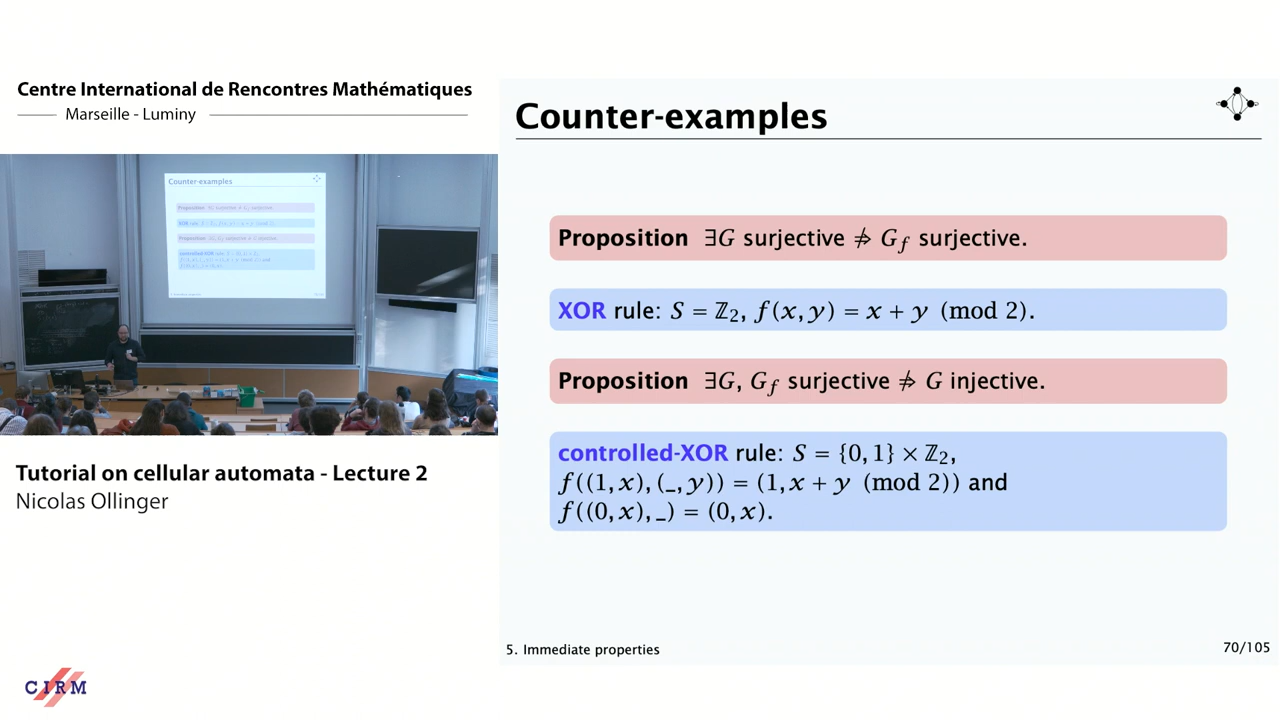 Centre International de Rencontres Mathématiques
Marseille - Luminy
Counter-examples
Proposition ∃G surjective ⇏ G_f surjective.
XOR rule: S = ℤ₂, f(x, y) = x + y (mod 2).
Proposition ∃G, G_f surjective ⇏ G injective.
controlled-XOR rule: S = {0, 1} × ℤ₂,
f((1, x), (_, y)) = (1, x + y (mod 2)) and
f((0, x), _) = (0, x).
5. Immediate properties
70/105
Counter-examples
Tutorial on cellular automata - Lecture 2
Nicolas Ollinger
CIRM